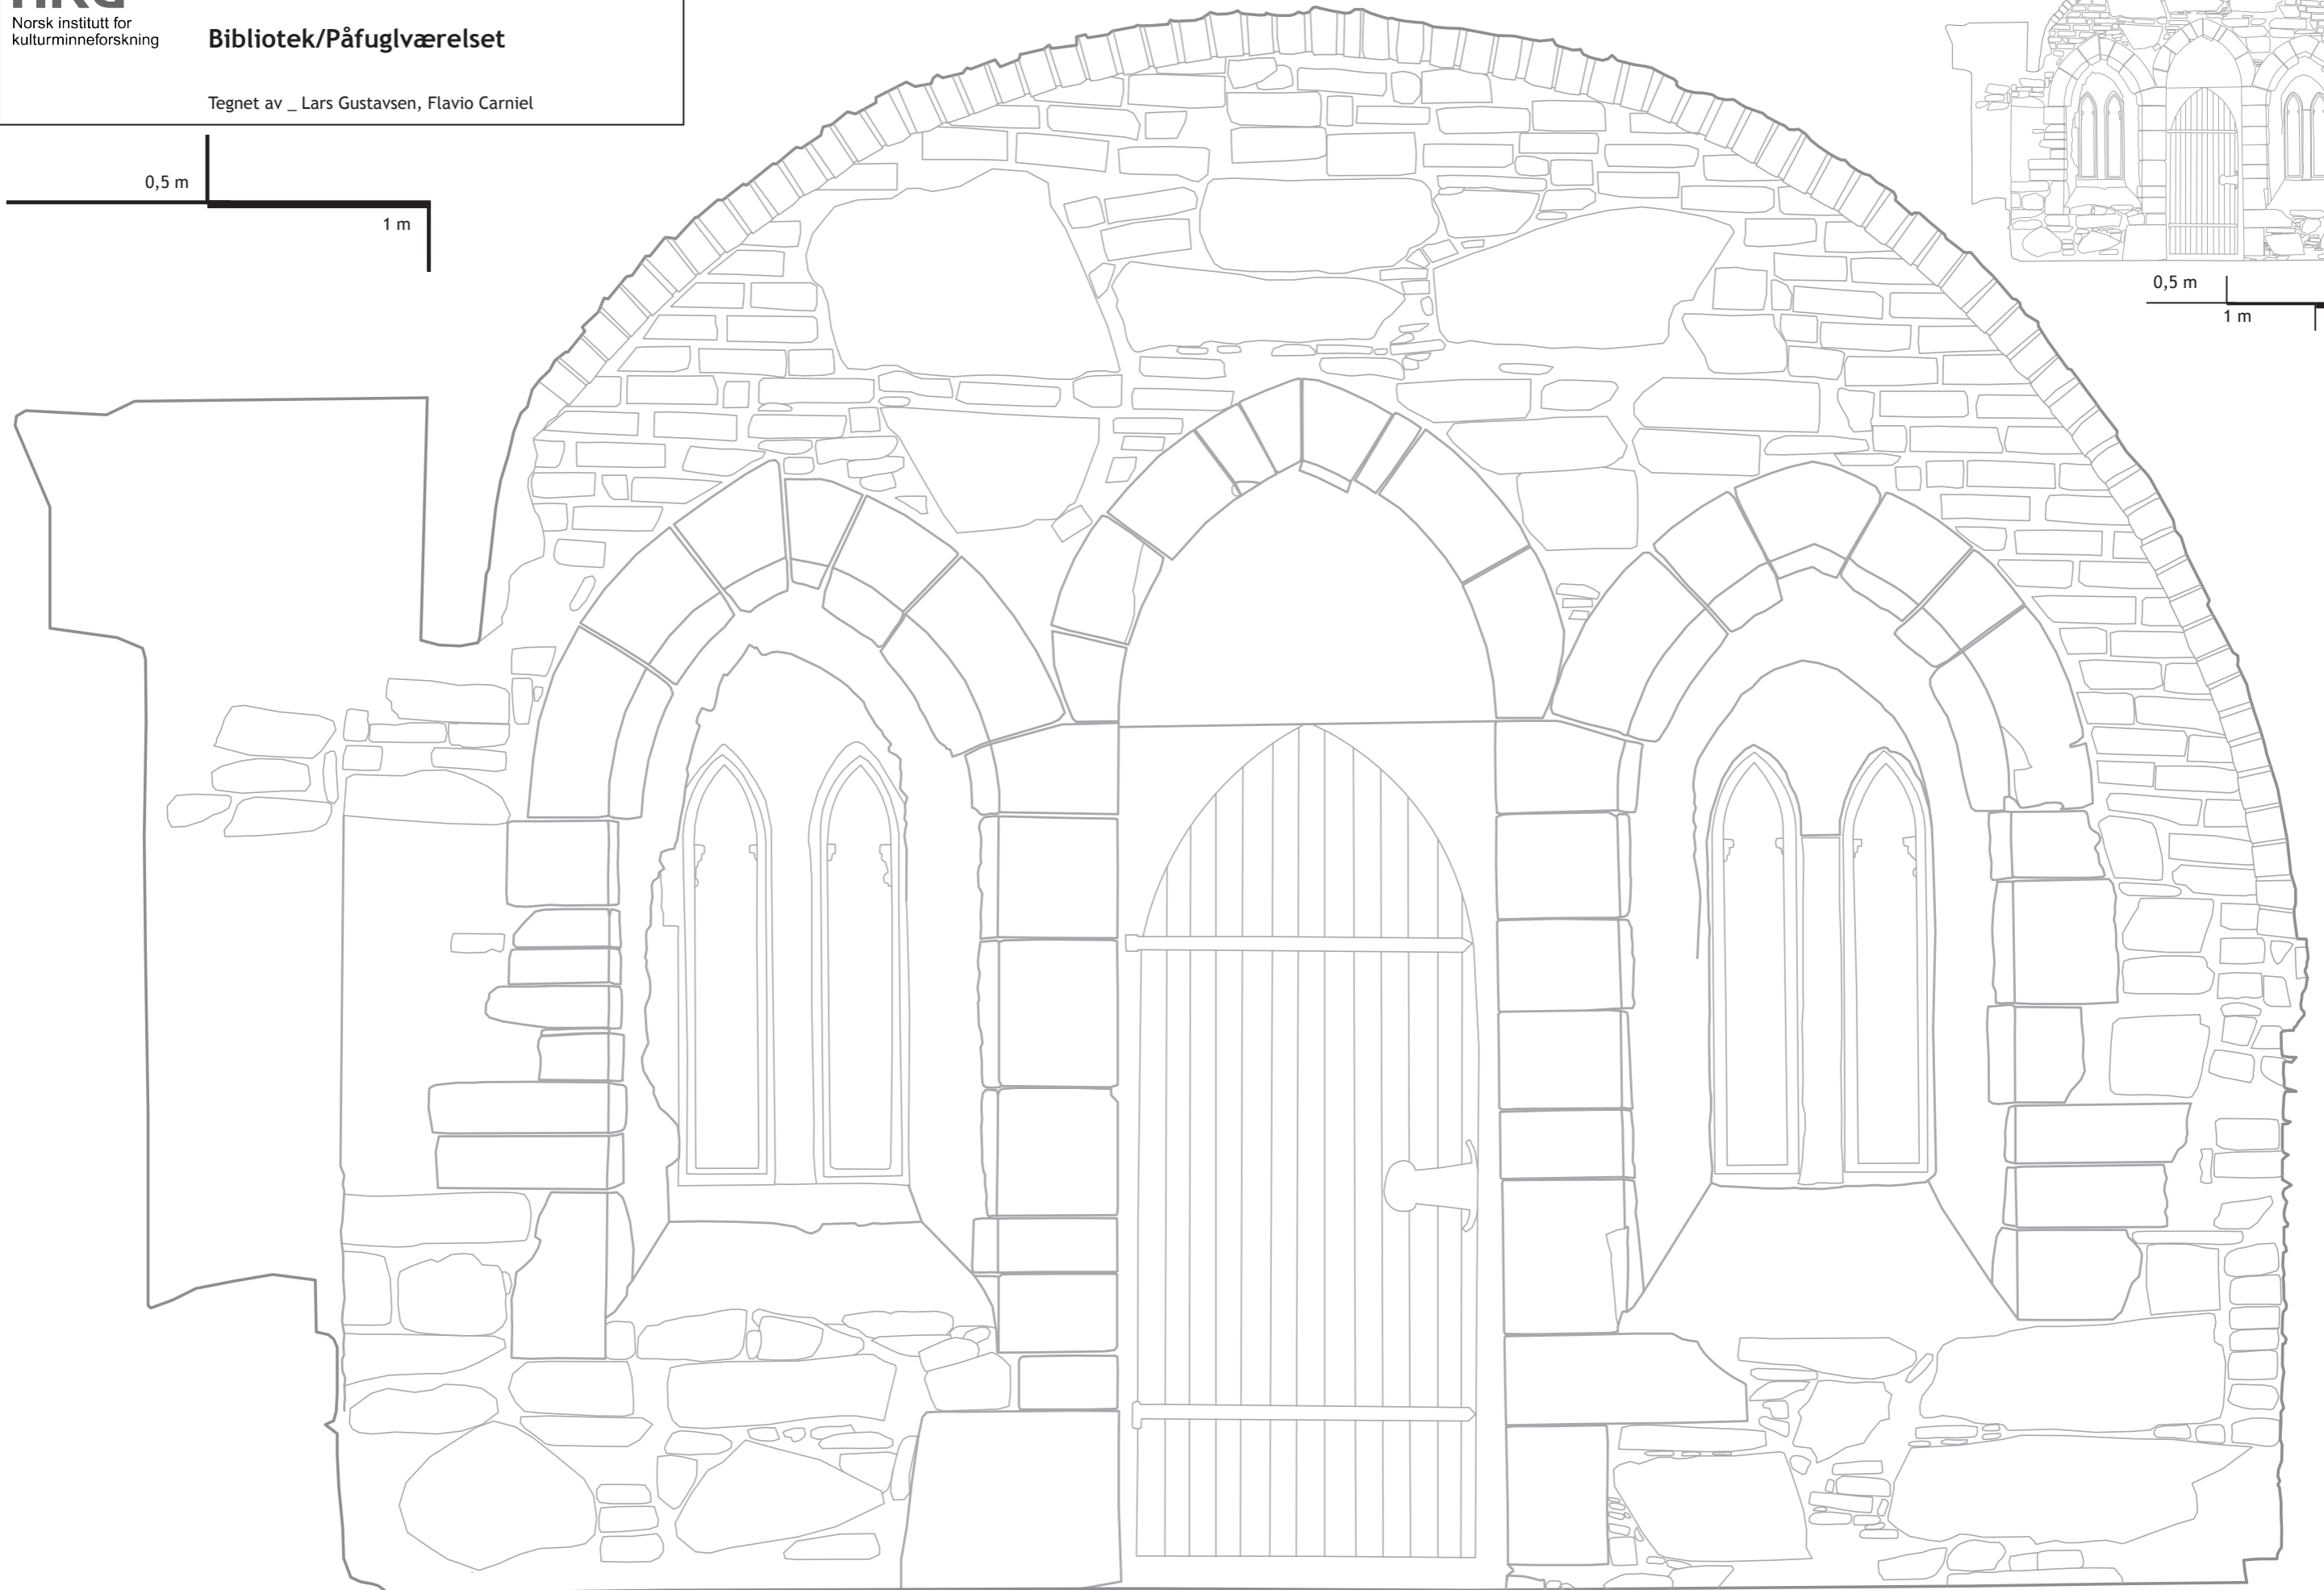 Norsk institutt for
kulturminneforskning
Bibliotek/Påfuglværelset
Tegnet av _ Lars Gustavsen, Flavio Carniel
0,5 m
1 m
0,5 m
1 m